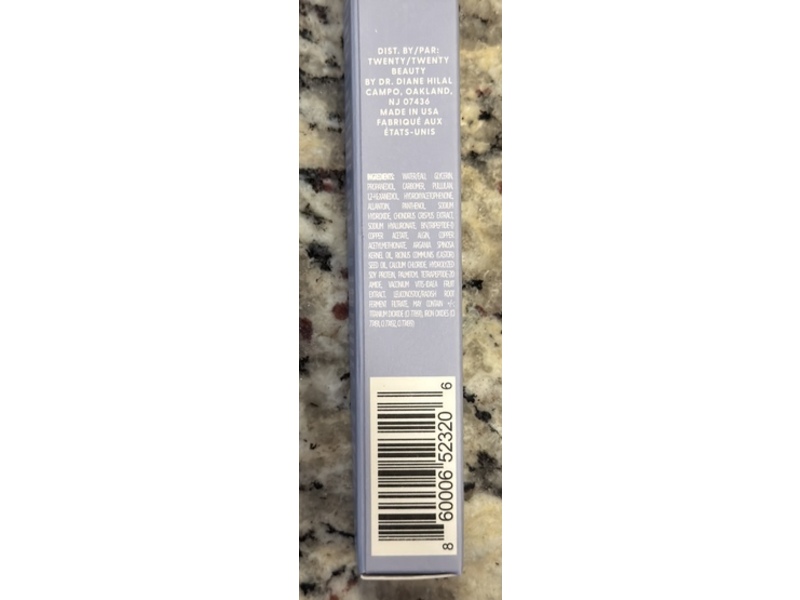 DIST. BY/PAR:
TWENTY/TWENTY
BEAUTY
BY DR. DIANE HILAL
CAMPO, OAKLAND,
NJ 07436
MADE IN USA
FABRIQUÉ AUX
ÉTATS-UNIS
INGREDIENTS: WATER/EAU, GLYCERIN,
PROPANEDIOL, CARBOMER, PULLULAN,
1,2-HEXANEDIOL, HYDROXYACETOPHENONE,
ALLANTOIN, PANTHENOL, SODIUM
HYDROXIDE, CHONDRUS CRISPUS EXTRACT,
SODIUM HYALURONATE, BIS(TRIPEPTIDE-1)
COPPER ACETATE, ALGIN, COPPER
ACETYLMETHIONATE, ARGANIA SPINOSA
KERNEL OIL, RICINUS COMMUNIS (CASTOR)
SEED OIL, CALCIUM CHLORIDE, HYDROLYZED
SOY PROTEIN, PALMITOYL TETRAPEPTIDE-20
AMIDE, VACCINIUM VITIS-IDAEA FRUIT
EXTRACT, LEUCONOSTOC/RADISH ROOT
FERMENT FILTRATE, MAY CONTAIN +/-:
TITANIUM DIOXIDE (CI 77891), IRON OXIDES (CI
77491, CI 77492, CI 77499)
8 60006 52320 6